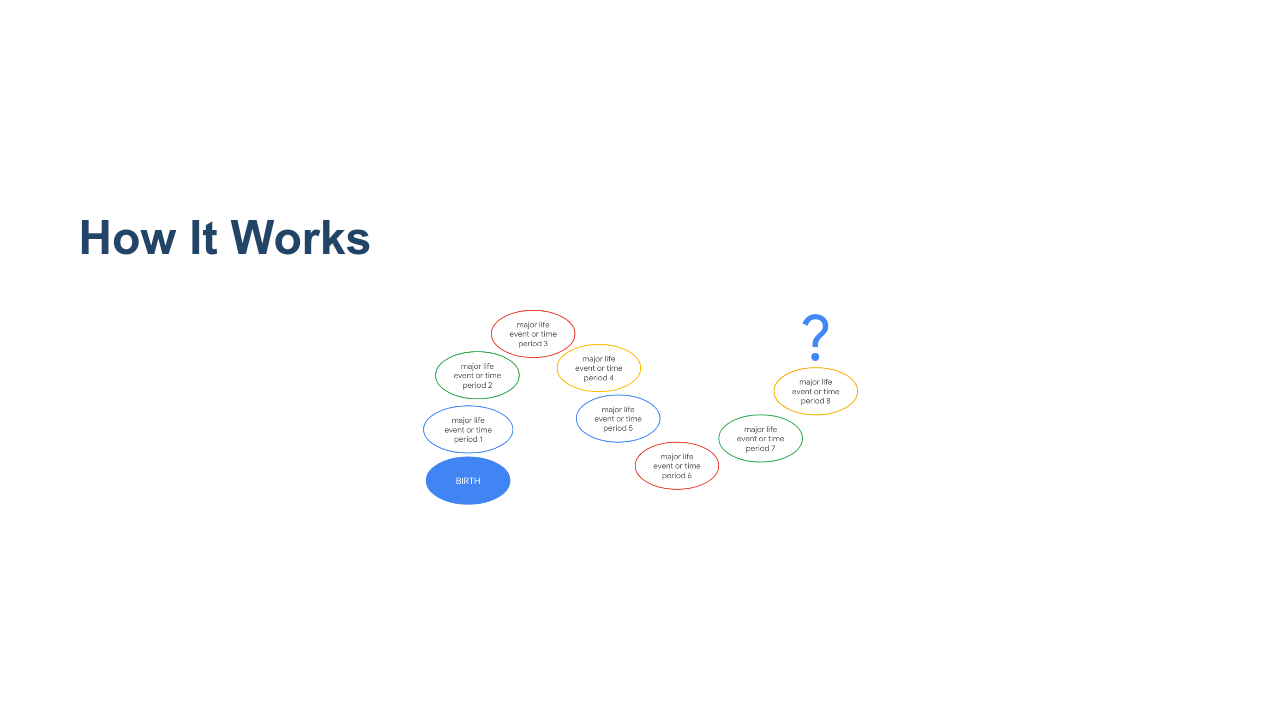 How It Works
?
major life
event or time
period 3
major life
event or time
period 4
major life
event or time
period 2
major life
event or time
period 8
major life
event or time
period 5
major life
event or time
period 1
major life
event or time
period 7
major life
event or time
period 6
BIRTH